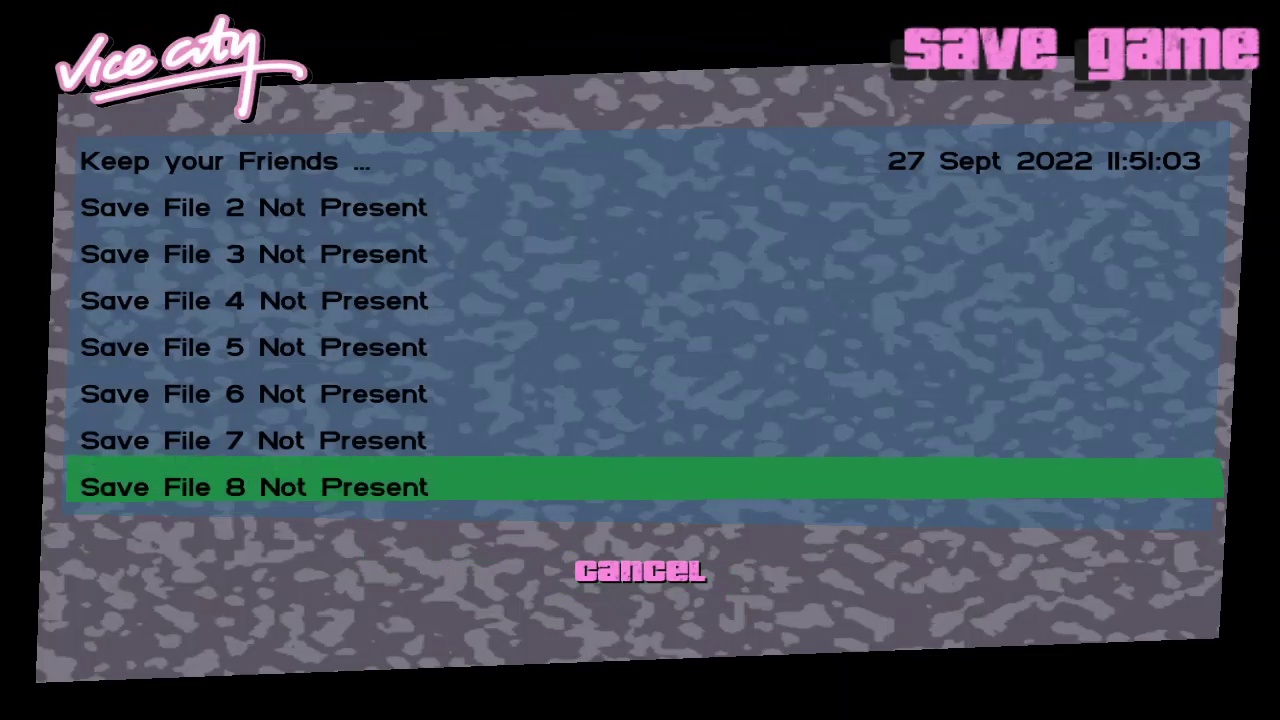 Vice City
save game
Keep your Friends ... 27 Sept 2022 11:51:03
Save File 2 Not Present
Save File 3 Not Present
Save File 4 Not Present
Save File 5 Not Present
Save File 6 Not Present
Save File 7 Not Present
Save File 8 Not Present
cancel